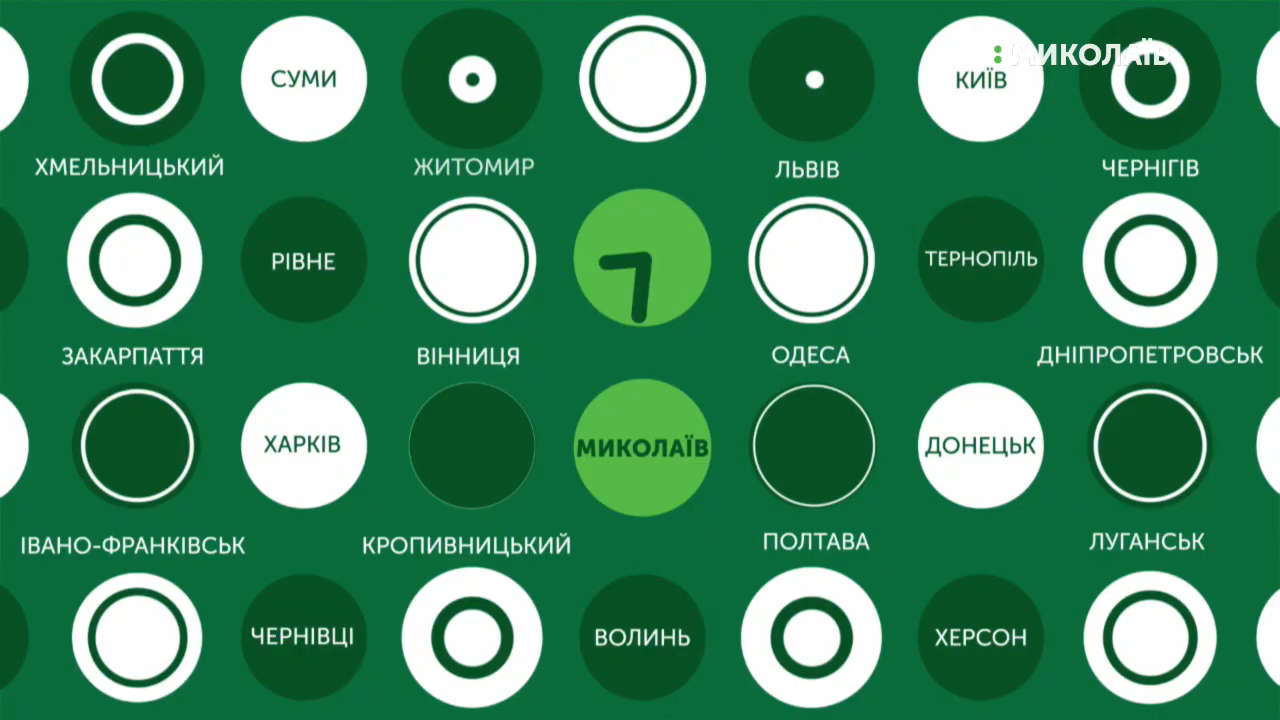 : МИКОЛАЇВ
СУМИ
КИЇВ
ХМЕЛЬНИЦЬКИЙ
ЖИТОМИР
ЛЬВІВ
ЧЕРНІГІВ
РІВНЕ
ТЕРНОПІЛЬ
ЗАКАРПАТТЯ
ВІННИЦЯ
ОДЕСА
ДНІПРОПЕТРОВСЬК
ХАРКІВ
МИКОЛАЇВ
ДОНЕЦЬК
ІВАНО-ФРАНКІВСЬК
КРОПИВНИЦЬКИЙ
ПОЛТАВА
ЛУГАНСЬК
ЧЕРНІВЦІ
ВОЛИНЬ
ХЕРСОН